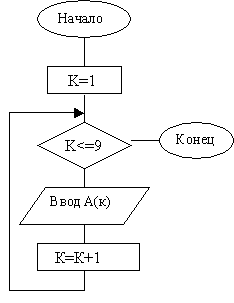 Начало
K=1
K<=9
Конец
Ввод А(к)
К=К+1